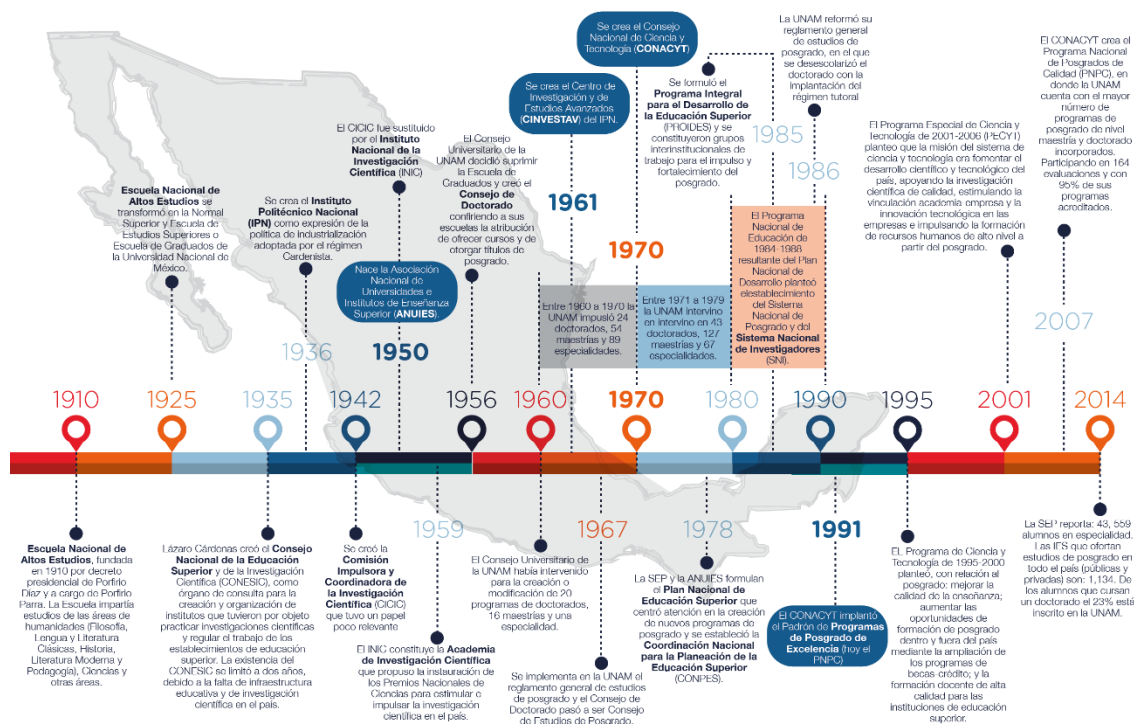 Escuela Nacional de
Altos Estudios se
transformó en la Normal
Superior y Escuela de
Estudios Superiores o
Escuela de Graduados de
la Universidad Nacional de
México.
Se crea el Instituto
Politécnico Nacional
(IPN) como expresión de la
política de industrialización
adoptada por el régimen
Cardenista.
1936
El CICIC fue sustituido
por el Instituto
Nacional de la
Investigación
Científica (INIC)
Nace la Asociación
Nacional de
Universidades e
Institutos de Enseñanza
Superior (ANUIES).
1950
El Consejo
Universitario de la
UNAM decidió suprimir
la Escuela de
Graduados y creó el
Consejo de
Doctorado
confiriendo a sus
escuelas la atribución
de ofrecer cursos y de
otorgar títulos de
posgrado.
Se crea el Centro de
Investigación y de
Estudios Avanzados
(CINVESTAV) del IPN.
1961
Entre 1960 a 1970 la
UNAM impusió 24
doctorados, 54
maestrías y 89
especialidades.
Se crea el Consejo
Nacional de Ciencia y
Tecnología (CONACYT)
1970
Se formuló el
Programa Integral
para el Desarrollo de
la Educación Superior
(PROIDES) y se
constituyeron grupos
interinstitucionales
de trabajo para el impulso y
fortalecimiento del
posgrado.
Entre 1971 a 1979
la UNAM intervino
en intervino en 43
doctorados, 127
maestrías y 67
especialidades.
1985
La UNAM reformó su
reglamento general
de estudios de
posgrado, en el que
se desescolarizó el
doctorado con la
implantación del
régimen tutoral
1986
El Programa
Nacional de
Educación de
1984-1988
resultante del Plan
Nacional de
Desarrollo planteó
elestablecimiento del
Sistema Nacional
de Posgrado y del
Sistema Nacional
de Investigadores
(SNI).
El Programa Especial de Ciencia y
Tecnología de 2001-2006 (PECYT)
planteo que la misión del sistema de
ciencia y tecnología era fomentar el
desarrollo científico y tecnológico del
país, apoyando la investigación
científica de calidad, estimulando la
vinculación academia empresa y la
innovación tecnológica en las
empresas e impulsando la formación
de recursos humanos de alto nivel a
partir del posgrado.
El CONACYT crea el
Programa Nacional
de Posgrados de
Calidad (PNPC), en
donde la UNAM
cuenta con el mayor
número de
programas de
posgrado de nivel
maestría y doctorado
incorporados.
Participando en 164
evaluaciones y con
95% de sus
programas
acreditados.
2007
1910
1925
1935
1942
1956
1960
1970
1980
1990
1995
2001
2014
Escuela Nacional de
Altos Estudios, fundada
en 1910 por decreto
presidencial de Porfirio
Díaz y a cargo de Porfirio
Parra. La Escuela impartía
estudios de las áreas de
humanidades (Filosofía,
Lengua y Literatura
Clásicas, Historia,
Literatura Moderna y
Pedagogía), Ciencias y
otras áreas.
Lázaro Cárdenas creó el Consejo
Nacional de la Educación
Superior y de la Investigación
Científica (CONESIC), como
órgano de consulta para la
creación y organización de
institutos que tuvieron por objeto
practicar investigaciones científicas
y regular el trabajo de los
establecimientos de educación
superior. La existencia del
CONESIC se limitó a dos años,
debido a la falta de infraestructura
educativa y de investigación
científica en el país.
Se creó la
Comisión
Impulsora y
Coordinadora de
la Investigación
Científica (CICIC)
que tuvo un papel
poco relevante
1959
El INIC constituye la Academia
de Investigación Científica
que propuso la instauración de
los Premios Nacionales de
Ciencias para estimular e
impulsar la investigación
científica en el país.
El Consejo Universitario de
la UNAM había intervenido
para la creación o
modificación de 20
programas de doctorados,
16 maestrías y una
especialidad.
1967
Se implementa en la UNAM el
reglamento general de estudios
de posgrado y el Consejo de
Doctorado pasó a ser Consejo
de Estudios de Posgrado.
1978
La SEP y la ANUIÉS formulan
el Plan Nacional de
Educación Superior que
centró atención en la creación
de nuevos programas de
posgrado y se estableció la
Coordinación Nacional
para la Planeación de la
Educación Superior
(CONPES).
1991
El CONACYT implantó
el Padrón de Programas
de Posgrado de
Excelencia (hoy el
PNPC)
EL Programa de Ciencia y
Tecnología de 1995-2000
planteó, con relación al
posgrado: mejorar la
calidad de la enseñanza;
aumentar las
oportunidades de
formación de posgrado
dentro y fuera del país
mediante la ampliación de
los programas de
becas-crédito; y la
formación docente de alta
calidad para las
instituciones de educación
superior.
La SEP reporta: 43, 559
alumnos en especialidad.
Las IES que ofertan
estudios de posgrado en
todo el país (públicas y
privadas) son: 1,134. De
los alumnos que cursan
un doctorado el 23% está
inscrito en la UNAM.